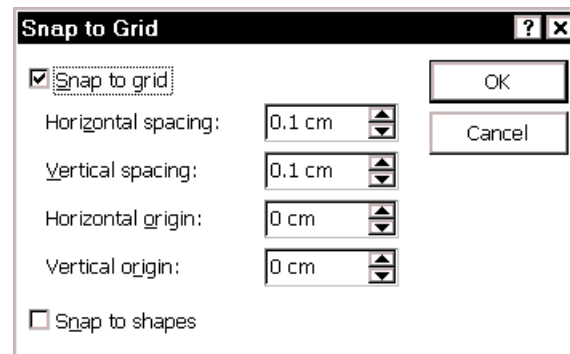 Snap to Grid ? x
Snap to grid OK
Horizontal spacing: 0.1 cm
Cancel
Vertical spacing: 0.1 cm
Horizontal origin: 0 cm
Vertical origin: 0 cm
Snap to shapes